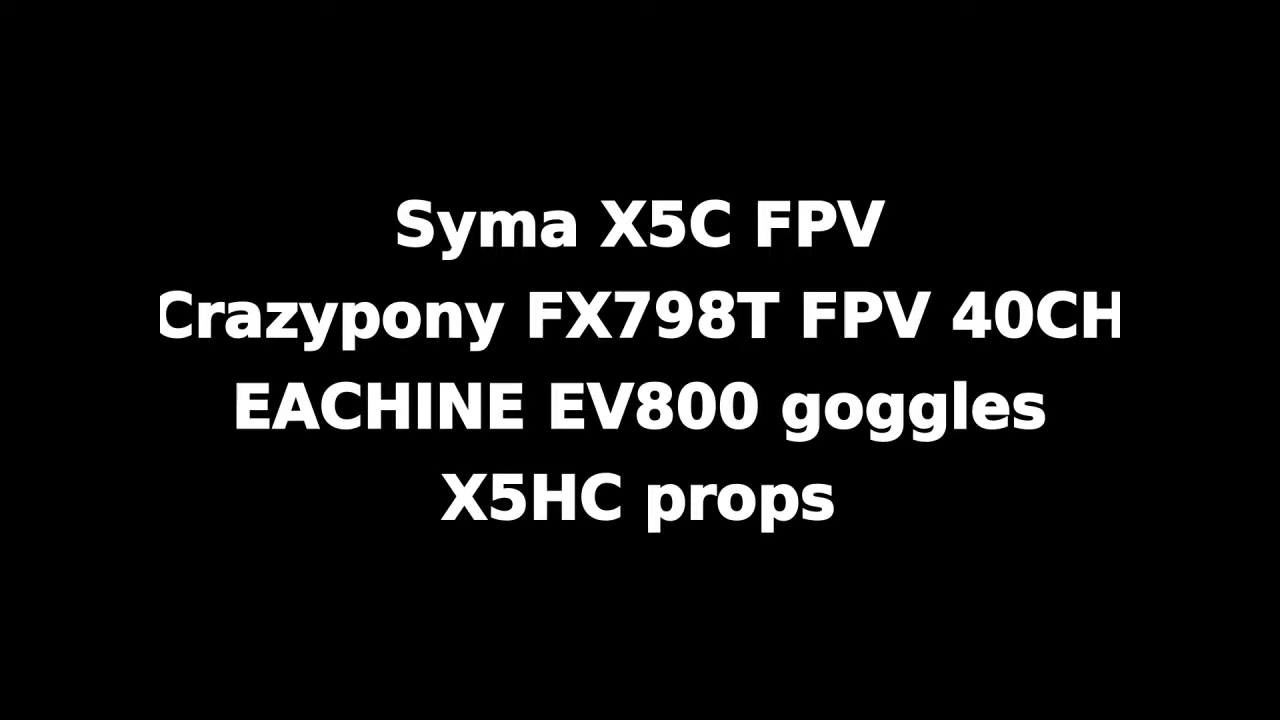 Syma X5C FPV
Crazypony FX798T FPV 40CH
EACHINE EV800 goggles
X5HC props